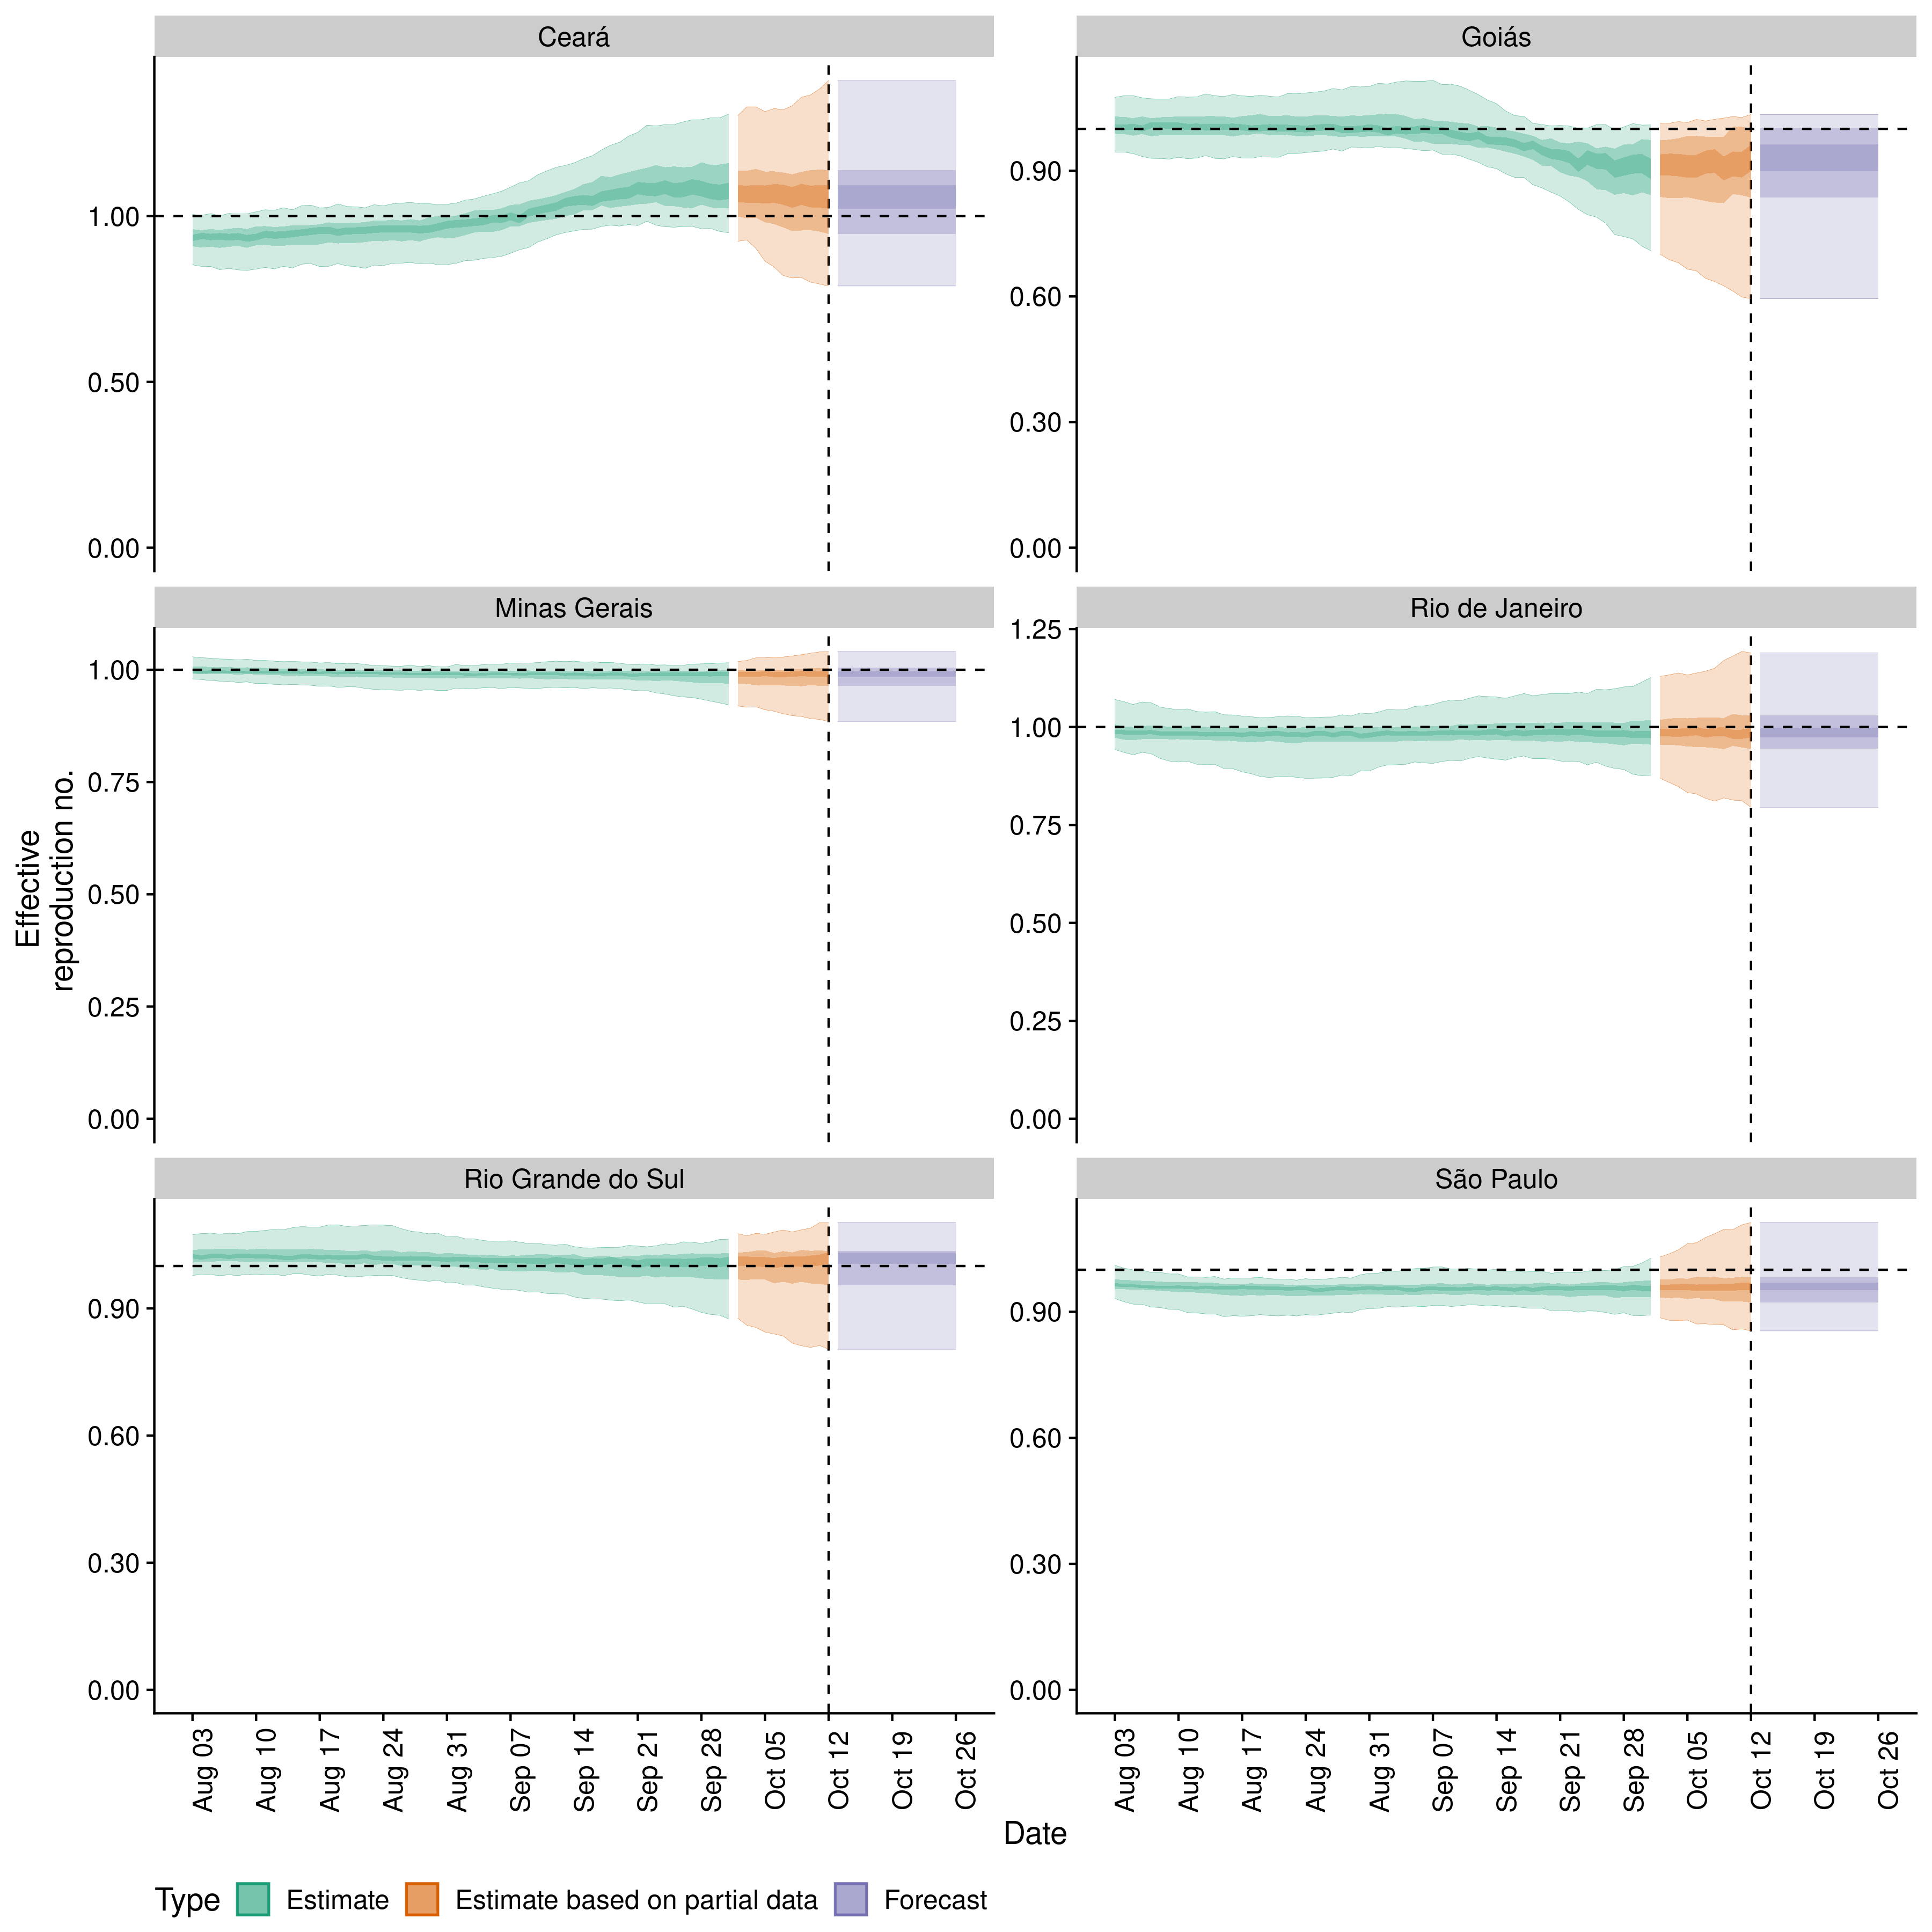 Ceará
Goiás
1.00
0.50
0.00
0.90
0.60
0.30
0.00
Minas Gerais
Rio de Janeiro
1.00
0.75
0.50
0.25
0.00
1.25
1.00
0.75
0.50
0.25
0.00
Rio Grande do Sul
São Paulo
0.90
0.60
0.30
0.00
0.90
0.60
0.30
0.00
Effective
reproduction no.
Aug 03
Aug 10
Aug 17
Aug 24
Aug 31
Sep 07
Sep 14
Sep 21
Sep 28
Oct 05
Oct 12
Oct 19
Oct 26
Aug 03
Aug 10
Aug 17
Aug 24
Aug 31
Sep 07
Sep 14
Sep 21
Sep 28
Oct 05
Oct 12
Oct 19
Oct 26
Date
Type Estimate Estimate based on partial data Forecast